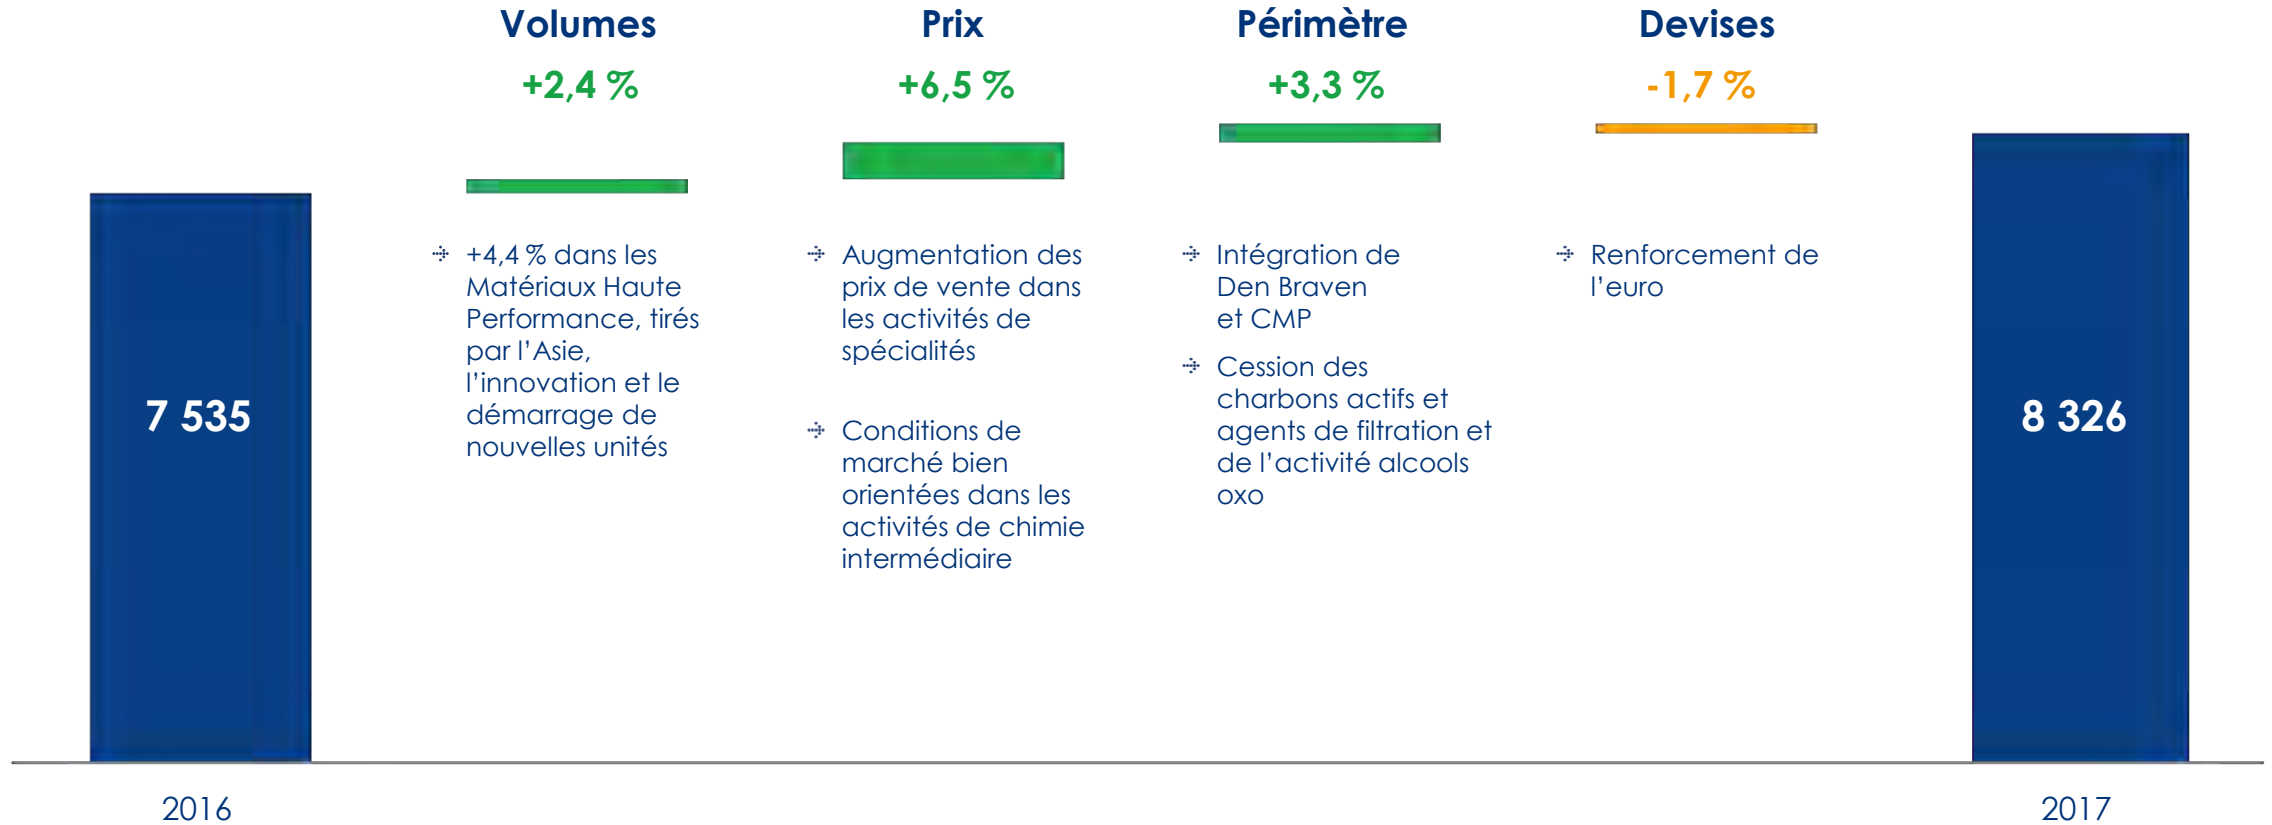 Volumes
+2,4 %
+4,4 % dans les
Matériaux Haute
Performance, tirés
par l'Asie,
l'innovation et le
démarrage de
nouvelles unités
Prix
+6,5 %
Augmentation des
prix de vente dans
les activités de
spécialités
Conditions de
marché bien
orientées dans les
activités de chimie
intermédiaire
Périmètre
+3,3 %
Intégration de
Den Braven
et CMP
Cession des
charbons actifs et
agents de filtration et
de l'activité alcools
oxo
Devises
-1,7 %
Renforcement de
l'euro
7 535
8 326
2016
2017